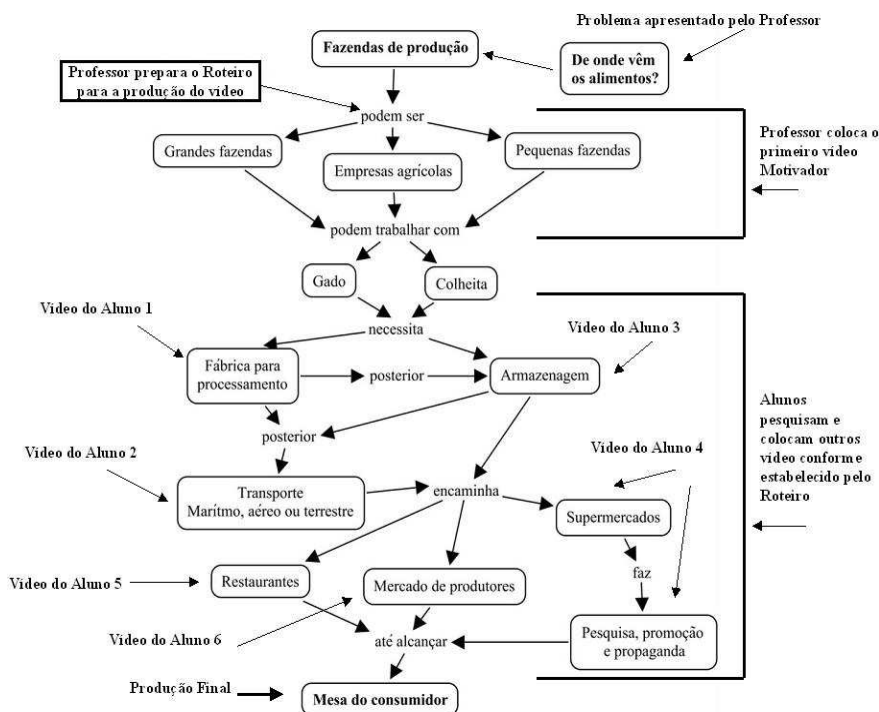 Problema apresentado pelo Professor
Fazendas de produção
De onde vêm
os alimentos?
Professor prepara o Roteiro
para a produção do vídeo
podem ser
Grandes fazendas
Empresas agrícolas
Pequenas fazendas
Professor coloca o
primeiro vídeo
Motivador
podem trabalhar com
Gado
Colheita
Vídeo do Aluno 1
necessita
Vídeo do Aluno 3
Fábrica para
processamento
posterior
Armazenagem
Alunos
pesquisam e
colocam outros
vídeo conforme
estabelecido pelo
Roteiro
posterior
Vídeo do Aluno 2
Vídeo do Aluno 4
Transporte
Marítmo, aéreo ou terrestre
encaminha
Supermercados
faz
Vídeo do Aluno 5
Restaurantes
Mercado de produtores
Vídeo do Aluno 6
até alcançar
Pesquisa, promoção
e propaganda
Produção Final
Mesa do consumidor